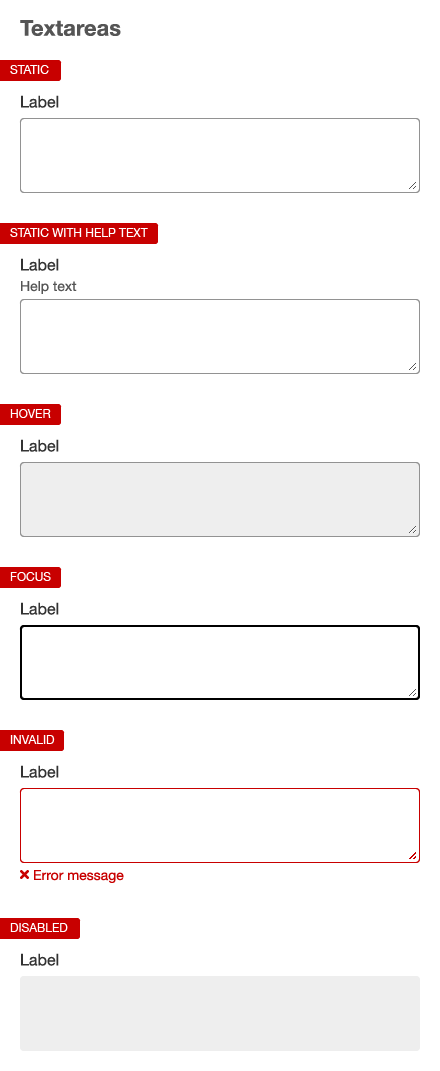 Textareas
STATIC
Label
STATIC WITH HELP TEXT
Label
Help text
HOVER
Label
FOCUS
Label
INVALID
Label
Error message
DISABLED
Label